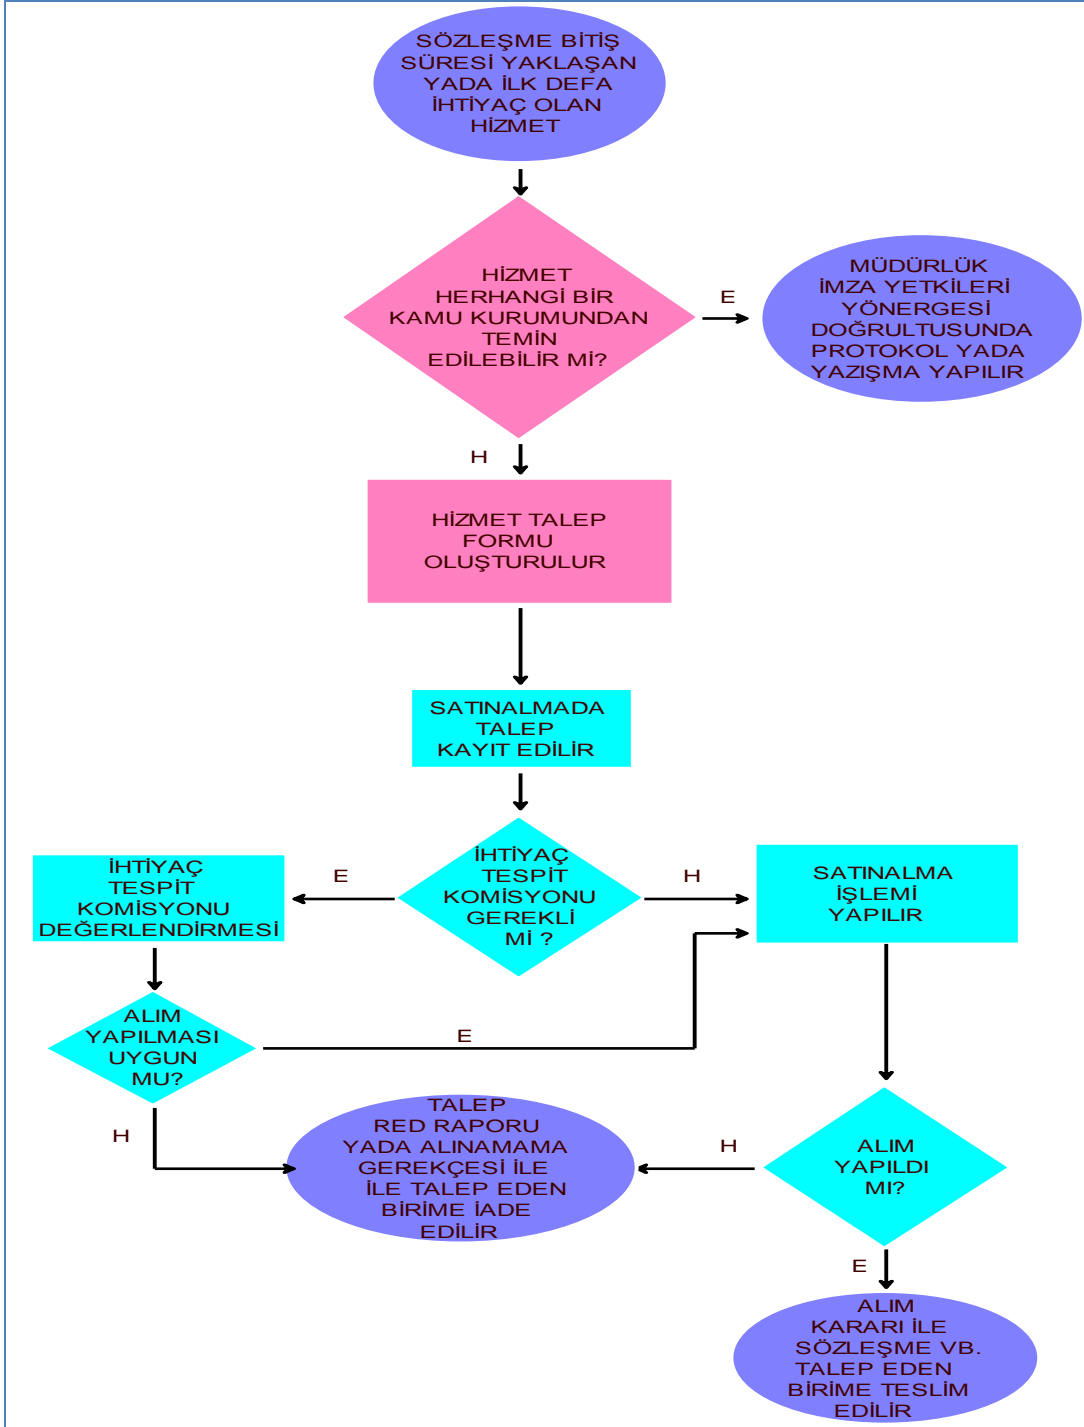 SÖZLEŞME BİTİŞ
SÜRESİ YAKLAŞAN
YADA İLK DEFA
İHTİYAÇ OLAN
HİZMET
HİZMET
HERHANGİ BİR
KAMU KURUMUNDAN
TEMİN
EDİLEBİLİR Mİ?
E
MÜDÜRLÜK
İMZA YETKİLERİ
YÖNERGESİ
DOĞRULTUSUNDA
PROTOKOL YADA
YAZIŞMA YAPILIR
H
HİZMET TALEP
FORMU
OLUŞTURULUR
SATINALMADA
TALEP
KAYIT EDİLİR
İHTİYAÇ
TESPİT
KOMİSYONU
GEREKLİ
Mİ ?
E
İHTİYAÇ
TESPİT
KOMİSYONU
DEĞERLENDİRMESİ
H
SATINALMA
İŞLEMİ
YAPILIR
ALIM
YAPILMASI
UYGUN
MU?
E
H
TALEP
RED RAPORU
YADA ALINAMAMA
GEREKÇESİ İLE
İLE TALEP EDEN
BİRİME İADE
EDİLİR
H
ALIM
YAPILDI
MI?
E
ALIM
KARARI İLE
SÖZLEŞME VB.
TALEP EDEN
BİRİME TESLİM
EDİLİR